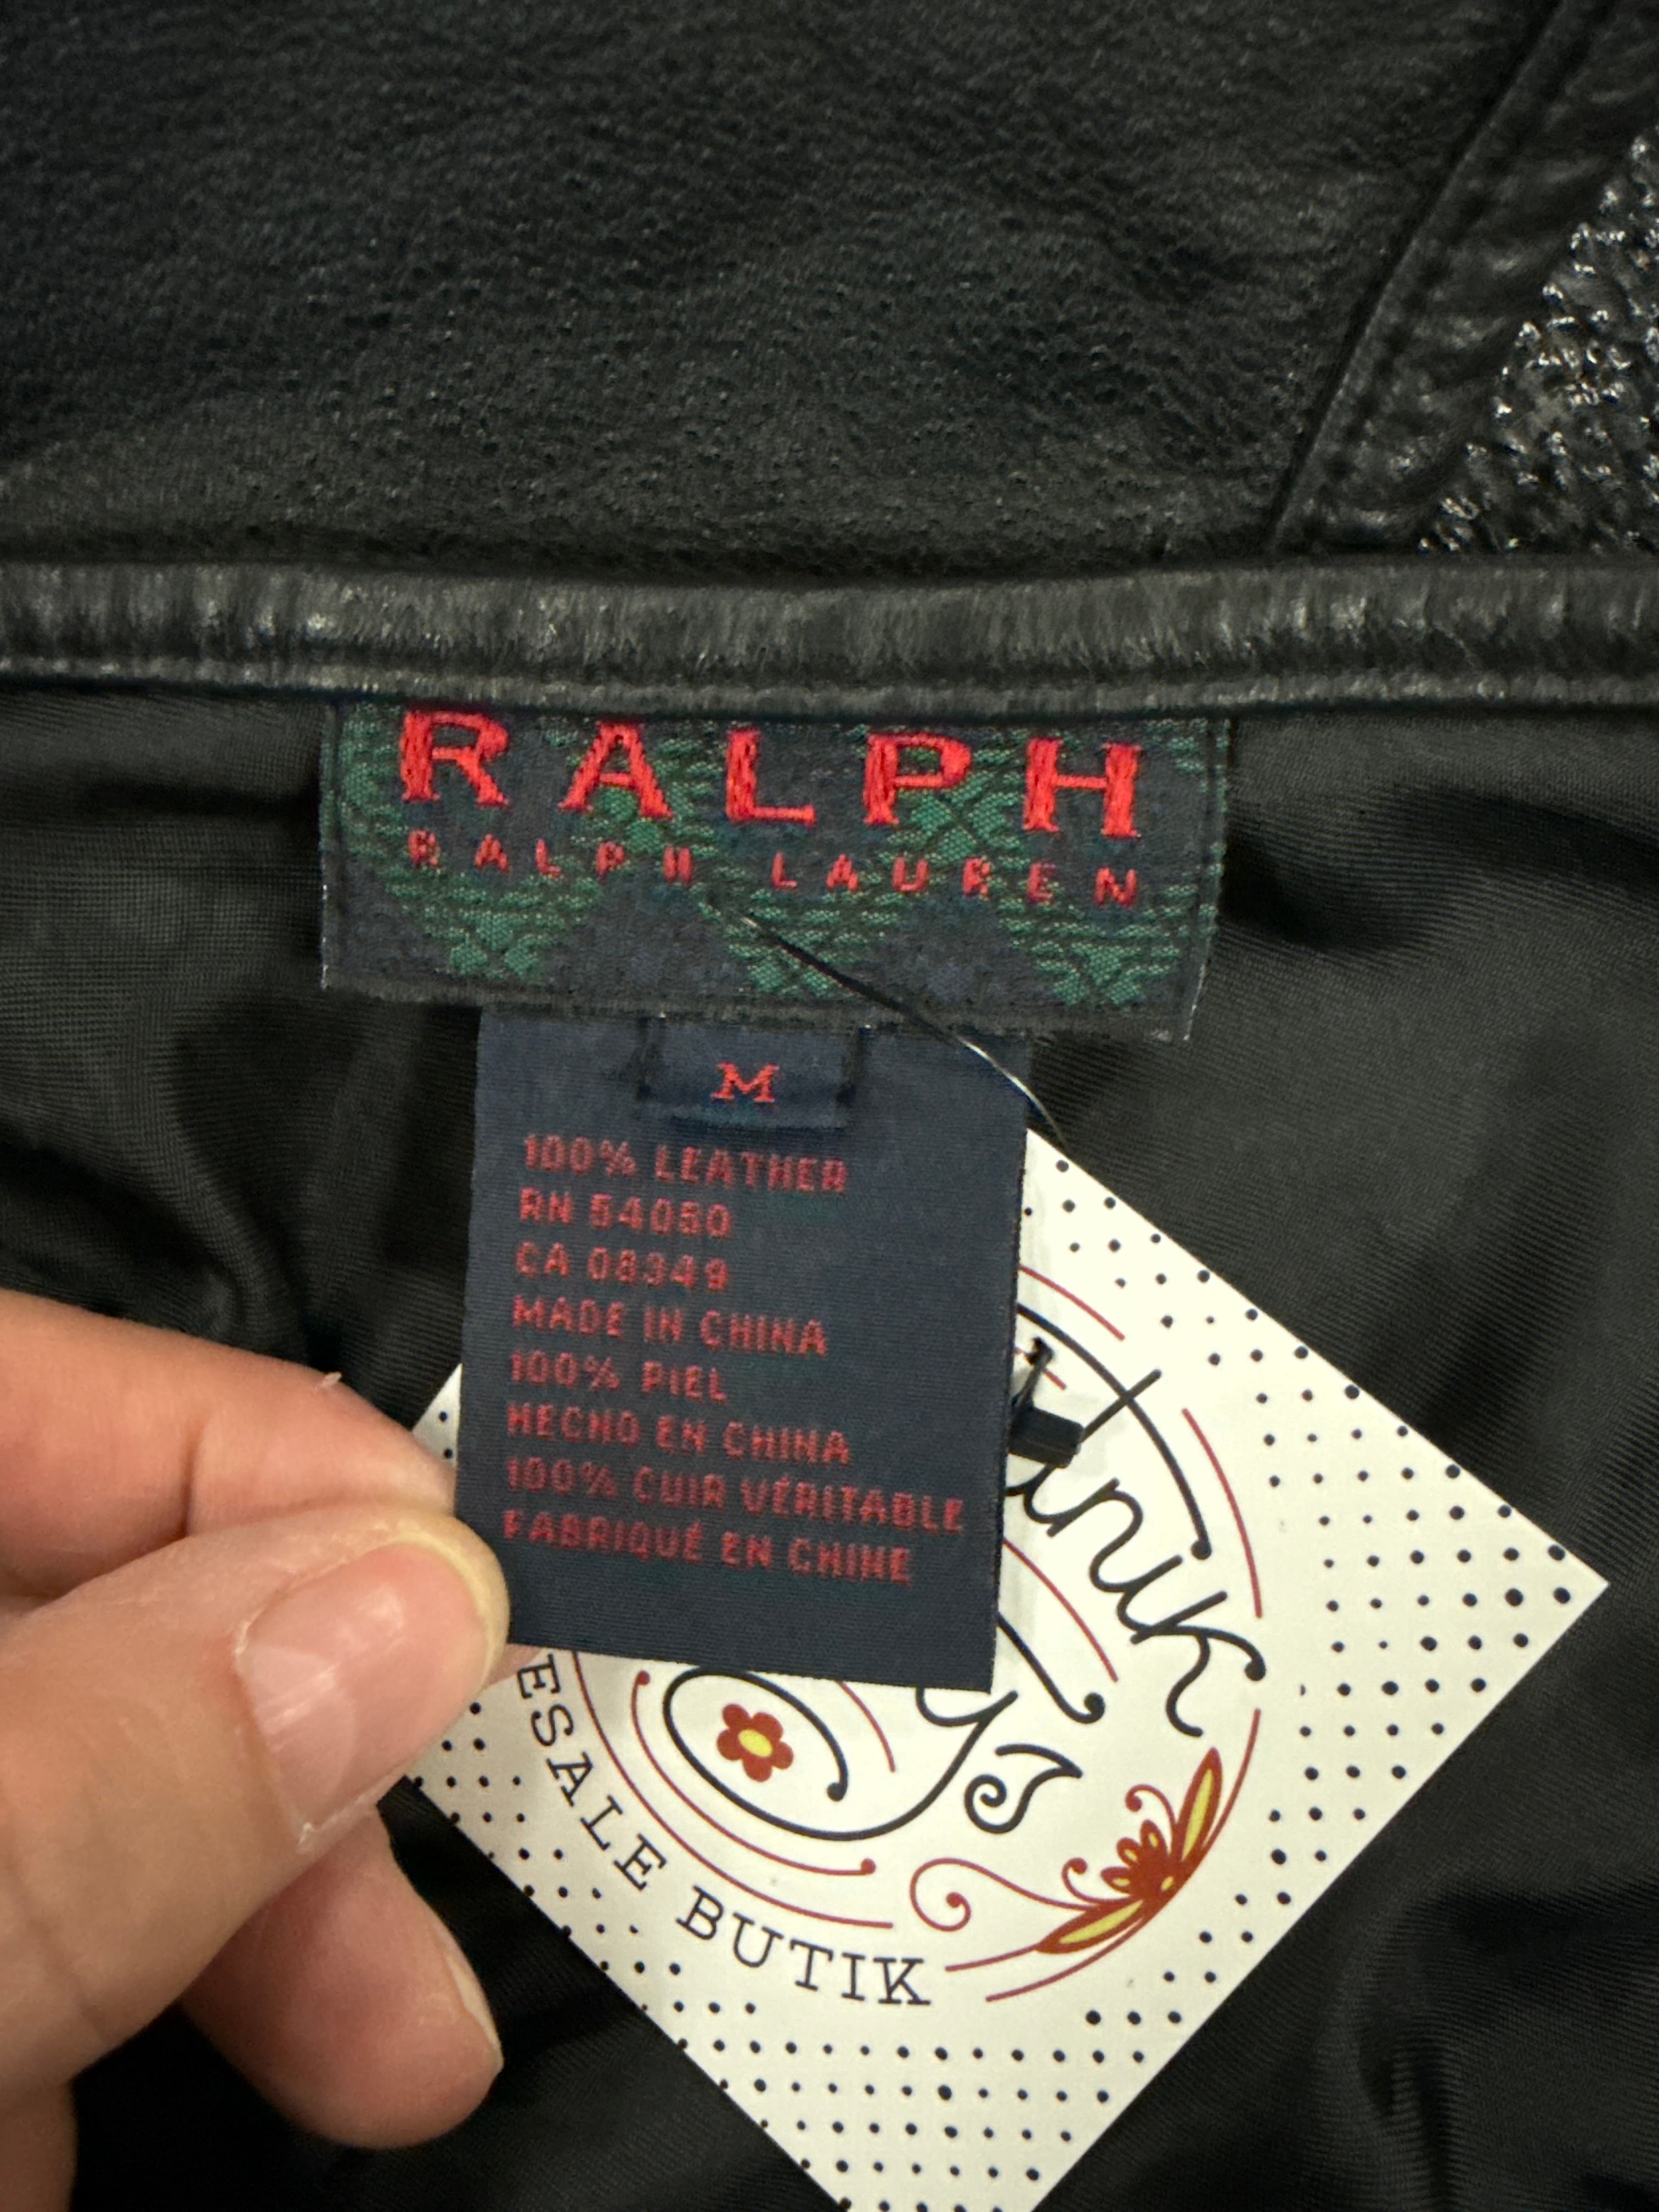 RALPH
RALPH LAUREN
M
100% LEATHER
RN 54050
CA 08349
MADE IN CHINA
100% PIEL
HECHO EN CHINA
100% CUIR VÉRITABLE
FABRIQUÉ EN CHINE
ESALE BUTIK